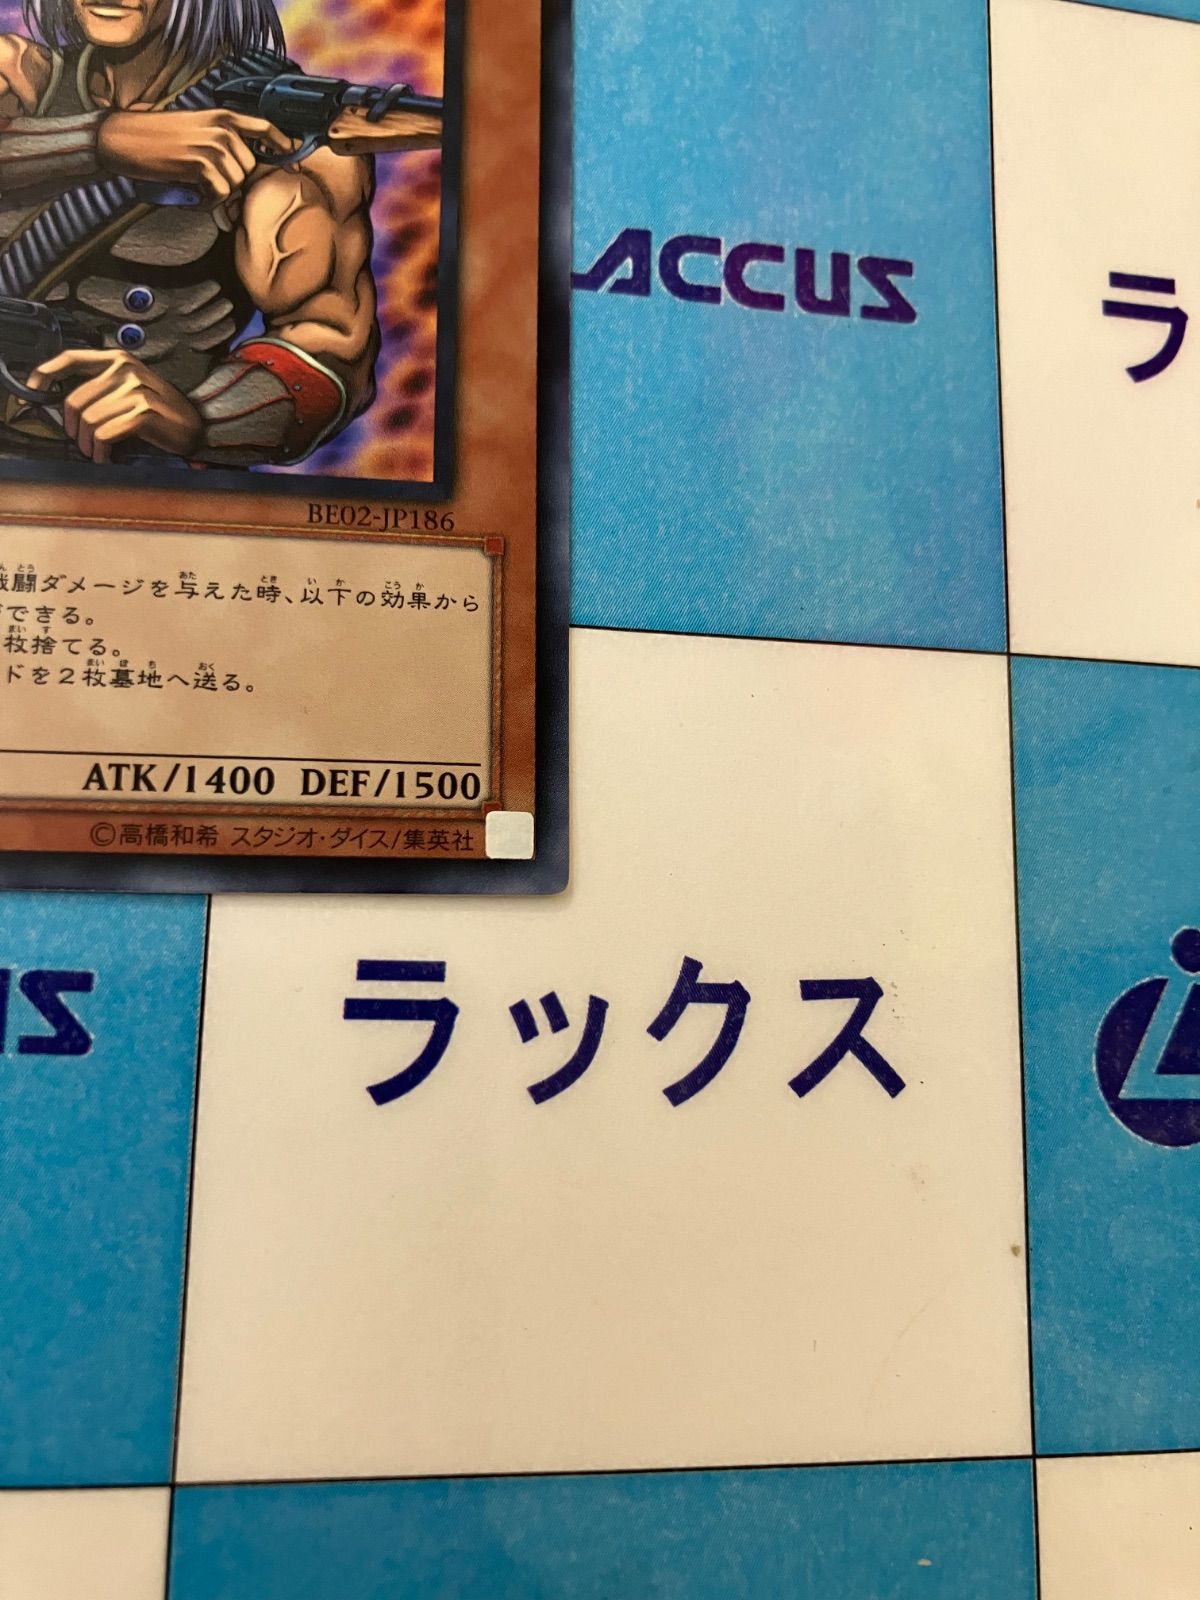 ACCUS
ラ
BE02-JP186
闘ダメージを与えた時、以下の効果から
できる。
枚捨てる。
ドを2枚墓地へ送る。
ATK/1400 DEF/1500
©高橋和希 スタジオ・ダイス/集英社
US
ラックス